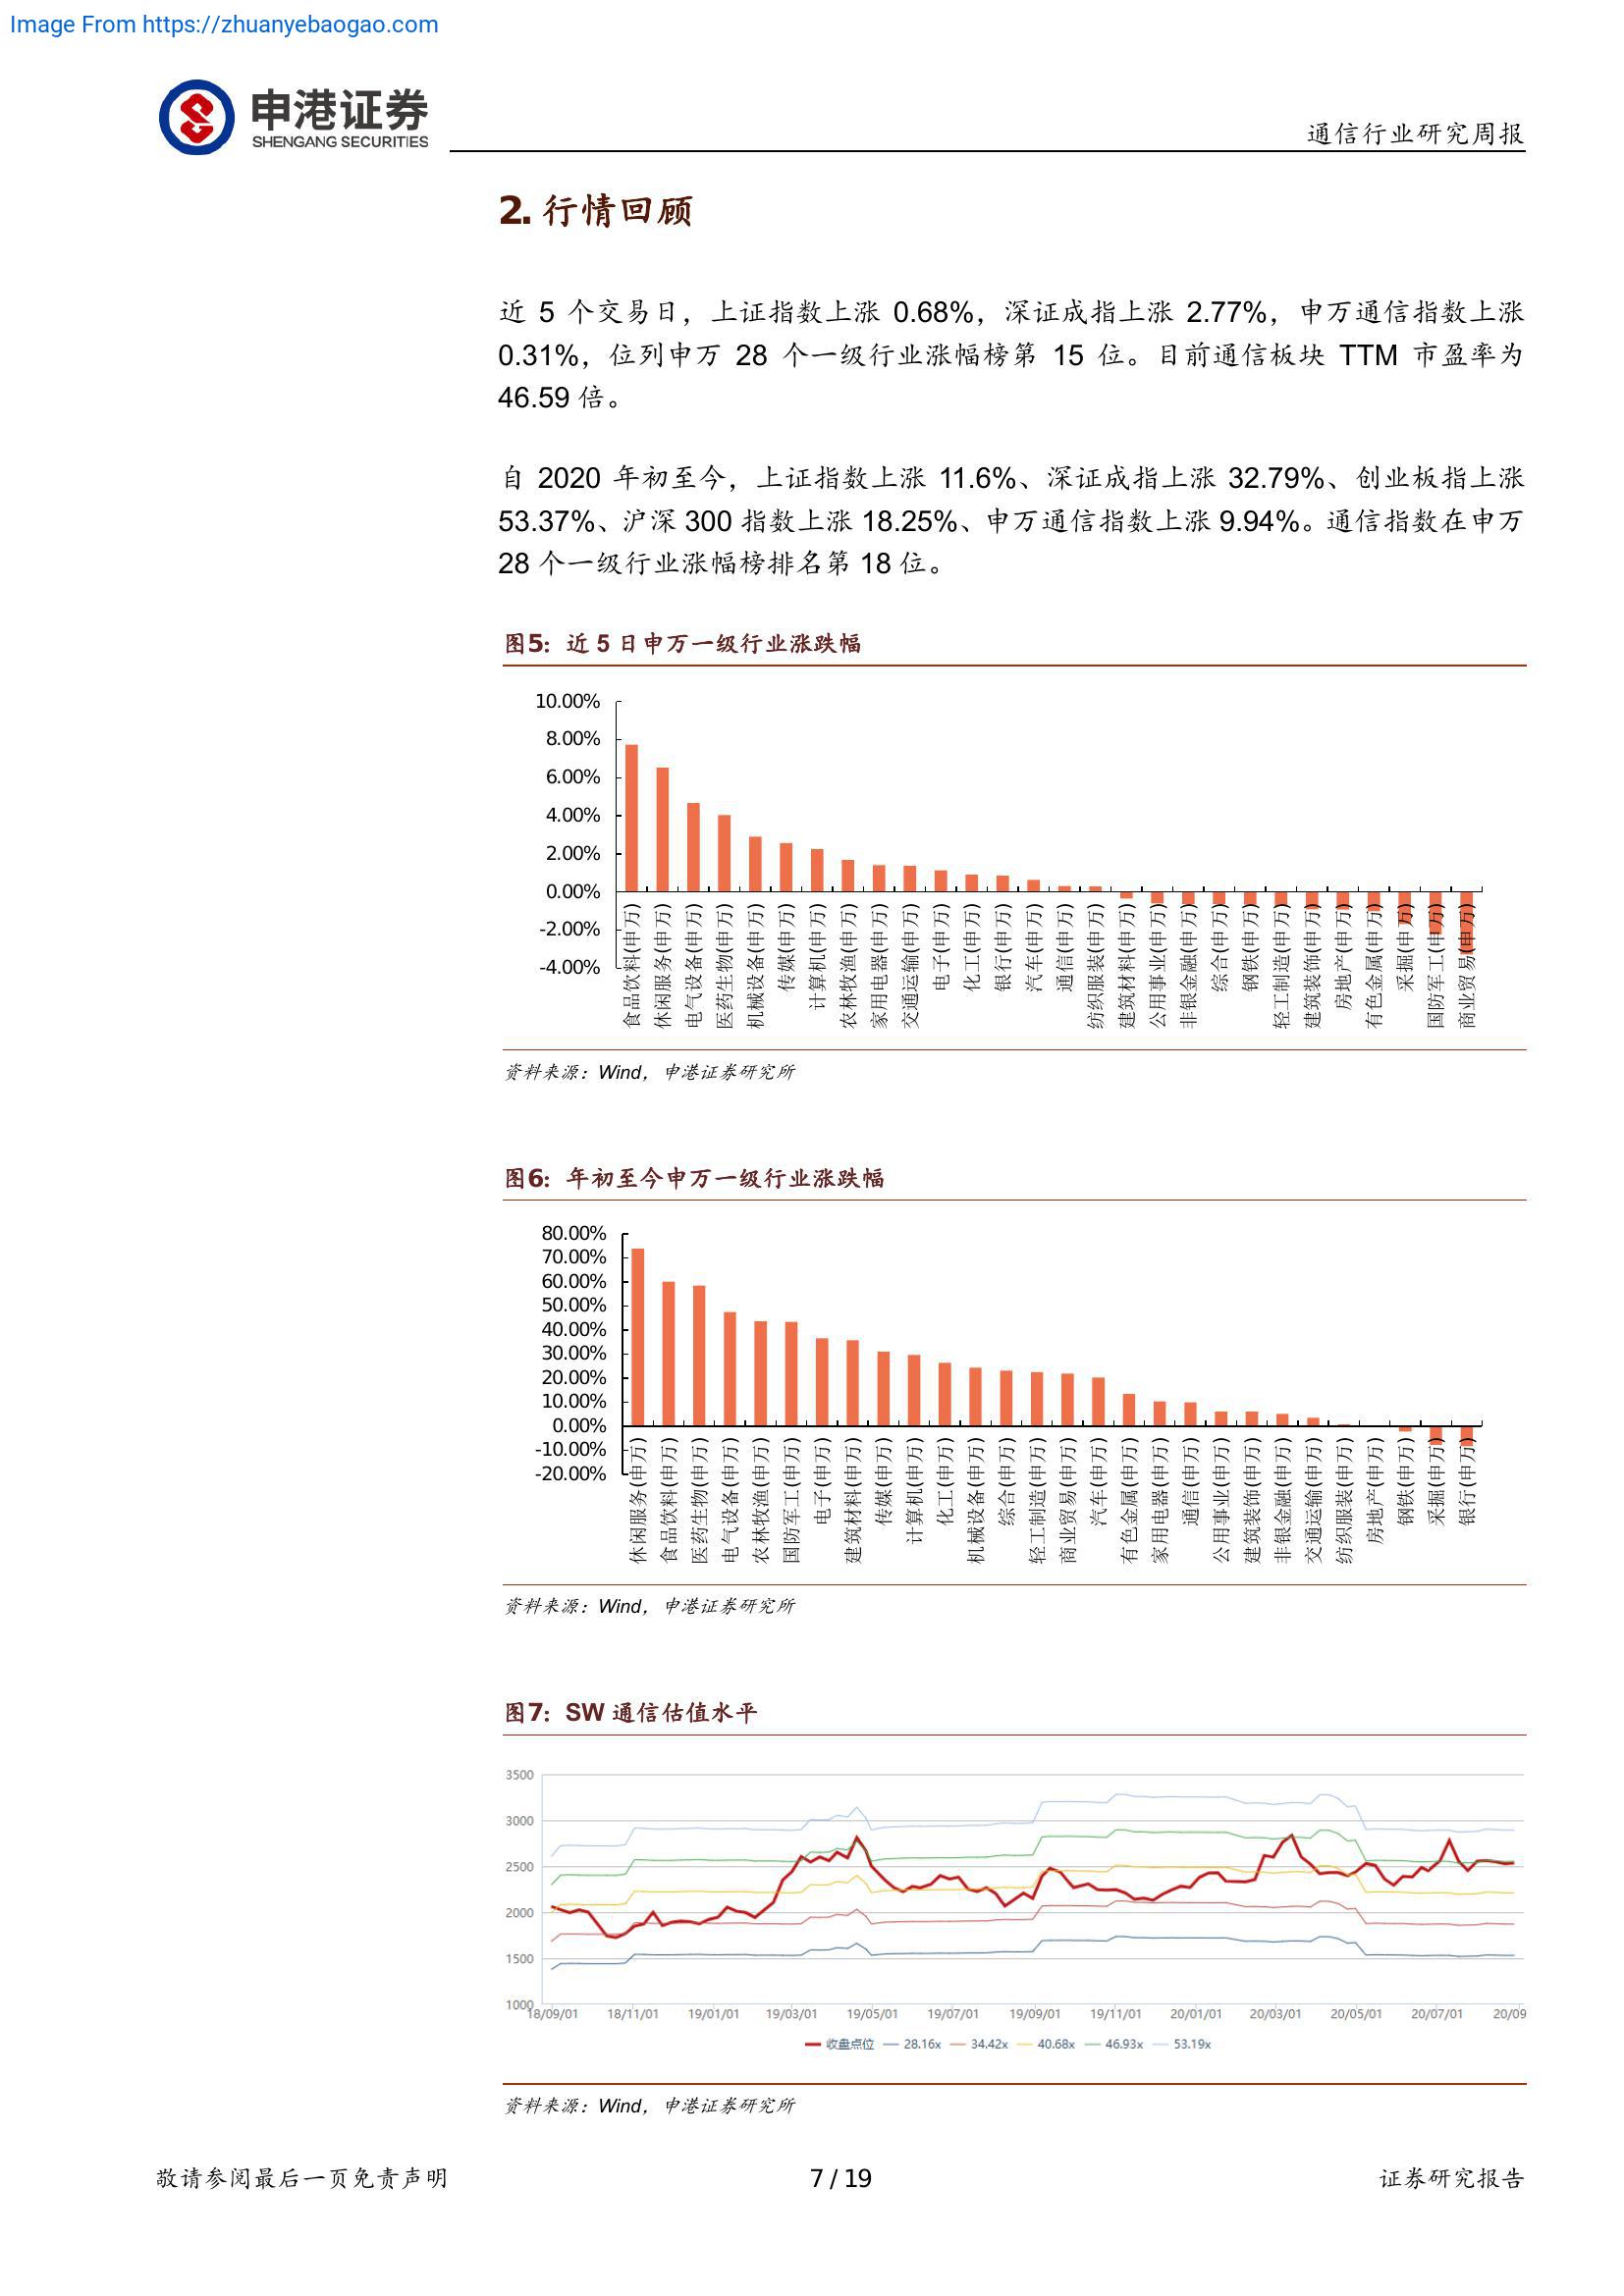 Image From https://zhuanyebaogao.com
申港证券
SHENGANG SECURITIES
通信行业研究周报
2. 行情回顾
近 5 个交易日，上证指数上涨 0.68%，深证成指上涨 2.77%，申万通信指数上涨
0.31%，位列申万 28 个一级行业涨幅榜第 15 位。目前通信板块 TTM 市盈率为
46.59 倍。
自 2020 年初至今，上证指数上涨 11.6%、深证成指上涨 32.79%、创业板指上涨
53.37%、沪深 300 指数上涨 18.25%、申万通信指数上涨 9.94%。通信指数在申万
28 个一级行业涨幅榜排名第 18 位。
图5：近 5 日申万一级行业涨跌幅
10.00%
8.00%
6.00%
4.00%
2.00%
0.00%
-2.00%
-4.00%
食品饮料(申万)
休闲服务(申万)
电气设备(申万)
医药生物(申万)
机械设备(申万)
传媒(申万)
计算机(申万)
农林牧渔(申万)
家用电器(申万)
交通运输(申万)
电子(申万)
化工(申万)
银行(申万)
汽车(申万)
通信(申万)
纺织服装(申万)
建筑材料(申万)
公用事业(申万)
非银金融(申万)
综合(申万)
钢铁(申万)
轻工制造(申万)
建筑装饰(申万)
房地产(申万)
有色金属(申万)
采掘(申万)
国防军工(申万)
商业贸易(申万)
资料来源：Wind，申港证券研究所
图6：年初至今申万一级行业涨跌幅
80.00%
70.00%
60.00%
50.00%
40.00%
30.00%
20.00%
10.00%
0.00%
-10.00%
-20.00%
休闲服务(申万)
食品饮料(申万)
医药生物(申万)
电气设备(申万)
农林牧渔(申万)
国防军工(申万)
电子(申万)
建筑材料(申万)
传媒(申万)
计算机(申万)
化工(申万)
机械设备(申万)
综合(申万)
轻工制造(申万)
商业贸易(申万)
汽车(申万)
有色金属(申万)
家用电器(申万)
通信(申万)
公用事业(申万)
建筑装饰(申万)
非银金融(申万)
交通运输(申万)
纺织服装(申万)
房地产(申万)
钢铁(申万)
采掘(申万)
银行(申万)
资料来源：Wind，申港证券研究所
图7：SW 通信估值水平
3500
3000
2500
2000
1500
1000
18/09/01 18/11/01 19/01/01 19/03/01 19/05/01 19/07/01 19/09/01 19/11/01 20/01/01 20/03/01 20/05/01 20/07/01 20/09
收盘点位 28.16x 34.42x 40.68x 46.93x 53.19x
资料来源：Wind，申港证券研究所
敬请参阅最后一页免责声明 7 / 19 证券研究报告